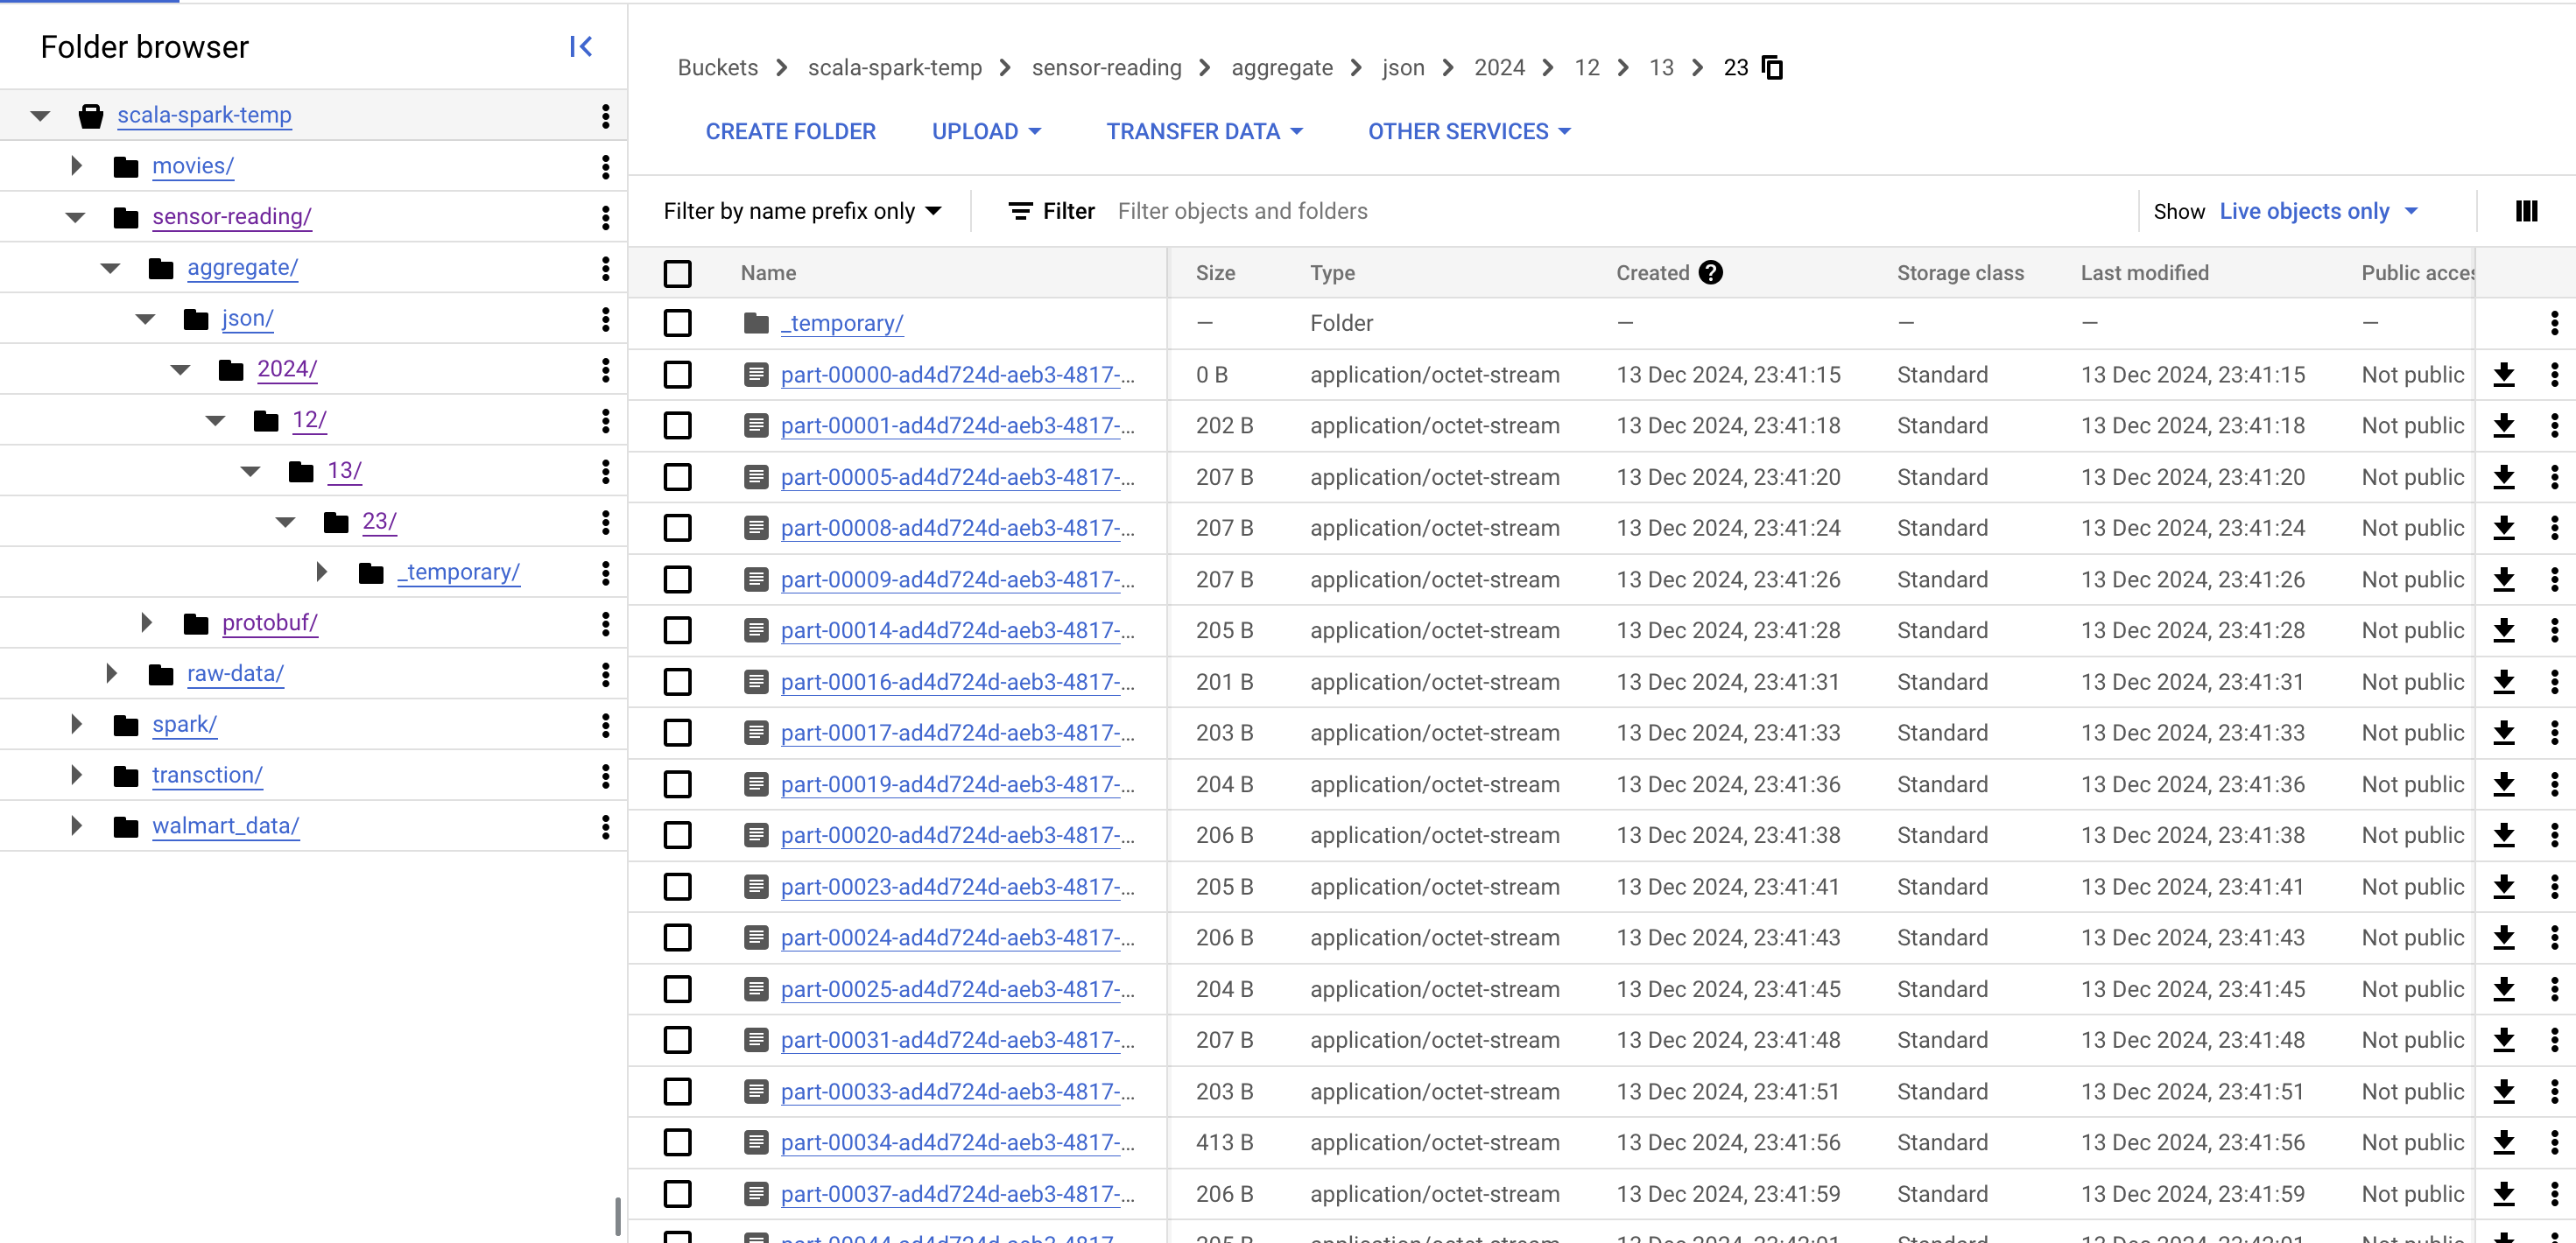 Folder browser
scala-spark-temp
movies/
sensor-reading/
aggregate/
json/
2024/
12/
13/
23/
_temporary/
protobuf/
raw-data/
spark/
transction/
walmart_data/
Buckets > scala-spark-temp > sensor-reading > aggregate > json > 2024 > 12 > 13 > 23
CREATE FOLDER UPLOAD TRANSFER DATA OTHER SERVICES
Filter by name prefix only Filter Filter objects and folders Show Live objects only
Name Size Type Created Storage class Last modified Public acces
_temporary/ — Folder — — — —
part-00000-ad4d724d-aeb3-4817-... 0 B application/octet-stream 13 Dec 2024, 23:41:15 Standard 13 Dec 2024, 23:41:15 Not public
part-00001-ad4d724d-aeb3-4817-... 202 B application/octet-stream 13 Dec 2024, 23:41:18 Standard 13 Dec 2024, 23:41:18 Not public
part-00005-ad4d724d-aeb3-4817-... 207 B application/octet-stream 13 Dec 2024, 23:41:20 Standard 13 Dec 2024, 23:41:20 Not public
part-00008-ad4d724d-aeb3-4817-... 207 B application/octet-stream 13 Dec 2024, 23:41:24 Standard 13 Dec 2024, 23:41:24 Not public
part-00009-ad4d724d-aeb3-4817-... 207 B application/octet-stream 13 Dec 2024, 23:41:26 Standard 13 Dec 2024, 23:41:26 Not public
part-00014-ad4d724d-aeb3-4817-... 205 B application/octet-stream 13 Dec 2024, 23:41:28 Standard 13 Dec 2024, 23:41:28 Not public
part-00016-ad4d724d-aeb3-4817-... 201 B application/octet-stream 13 Dec 2024, 23:41:31 Standard 13 Dec 2024, 23:41:31 Not public
part-00017-ad4d724d-aeb3-4817-... 203 B application/octet-stream 13 Dec 2024, 23:41:33 Standard 13 Dec 2024, 23:41:33 Not public
part-00019-ad4d724d-aeb3-4817-... 204 B application/octet-stream 13 Dec 2024, 23:41:36 Standard 13 Dec 2024, 23:41:36 Not public
part-00020-ad4d724d-aeb3-4817-... 206 B application/octet-stream 13 Dec 2024, 23:41:38 Standard 13 Dec 2024, 23:41:38 Not public
part-00023-ad4d724d-aeb3-4817-... 205 B application/octet-stream 13 Dec 2024, 23:41:41 Standard 13 Dec 2024, 23:41:41 Not public
part-00024-ad4d724d-aeb3-4817-... 206 B application/octet-stream 13 Dec 2024, 23:41:43 Standard 13 Dec 2024, 23:41:43 Not public
part-00025-ad4d724d-aeb3-4817-... 204 B application/octet-stream 13 Dec 2024, 23:41:45 Standard 13 Dec 2024, 23:41:45 Not public
part-00031-ad4d724d-aeb3-4817-... 207 B application/octet-stream 13 Dec 2024, 23:41:48 Standard 13 Dec 2024, 23:41:48 Not public
part-00033-ad4d724d-aeb3-4817-... 203 B application/octet-stream 13 Dec 2024, 23:41:51 Standard 13 Dec 2024, 23:41:51 Not public
part-00034-ad4d724d-aeb3-4817-... 413 B application/octet-stream 13 Dec 2024, 23:41:56 Standard 13 Dec 2024, 23:41:56 Not public
part-00037-ad4d724d-aeb3-4817-... 206 B application/octet-stream 13 Dec 2024, 23:41:59 Standard 13 Dec 2024, 23:41:59 Not public